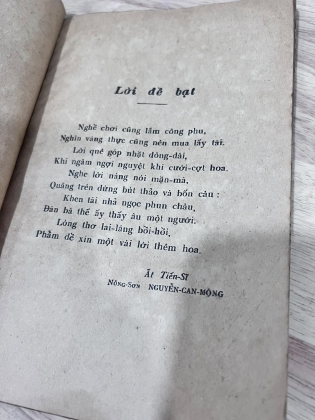 Lời đề bạt
Nghề chơi cũng lắm công phu,
Nghìn vàng thực cũng nên mua lấy tài.
Lời quê góp nhặt dông-dài,
Khi ngâm ngợi nguyệt khi cười-cợt hoa.
Nghe lời nàng nói mặn-mà,
Quảng trên dừng bút thảo và bốn câu:
Khen tài nhả ngọc phun châu,
Đàn bà thế ấy thấy âu một người.
Lòng thơ lai-láng bồi-hồi,
Phẩm đề xin một vài lời thêm hoa.
Ất Tiến-Sĩ
NÔNG-SƠN NGUYỄN-CAN-MỘNG